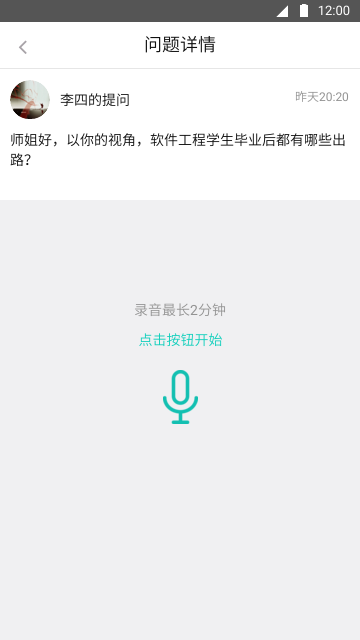 12:00
问题详情
李四的提问
昨天20:20
师姐好，以你的视角，软件工程学生毕业后都有哪些出
路？
录音最长2分钟
点击按钮开始